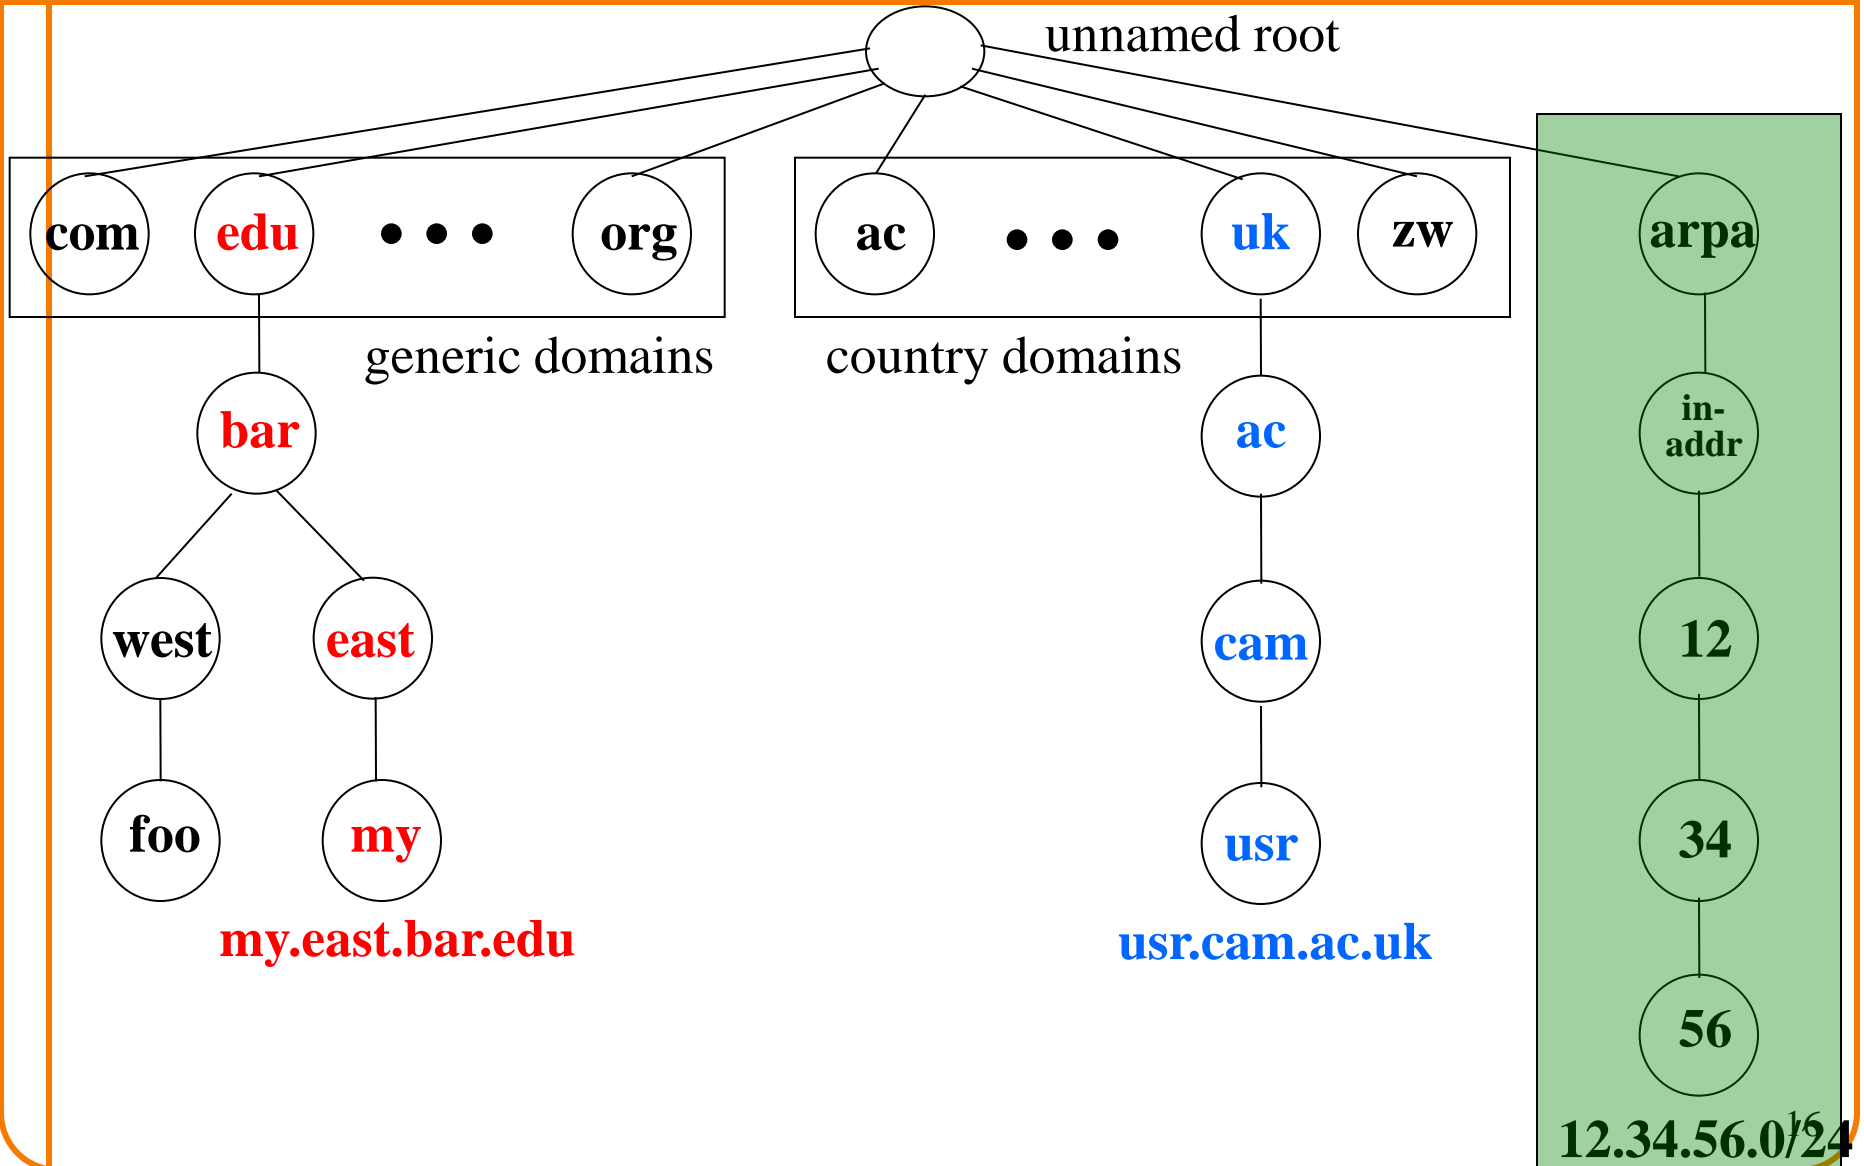 unnamed root
com edu • • • org ac • • • uk zw arpa
generic domains country domains
bar ac in-
addr
west east cam 12
foo my usr 34
my.east.bar.edu usr.cam.ac.uk
56
16
12.34.56.0/24